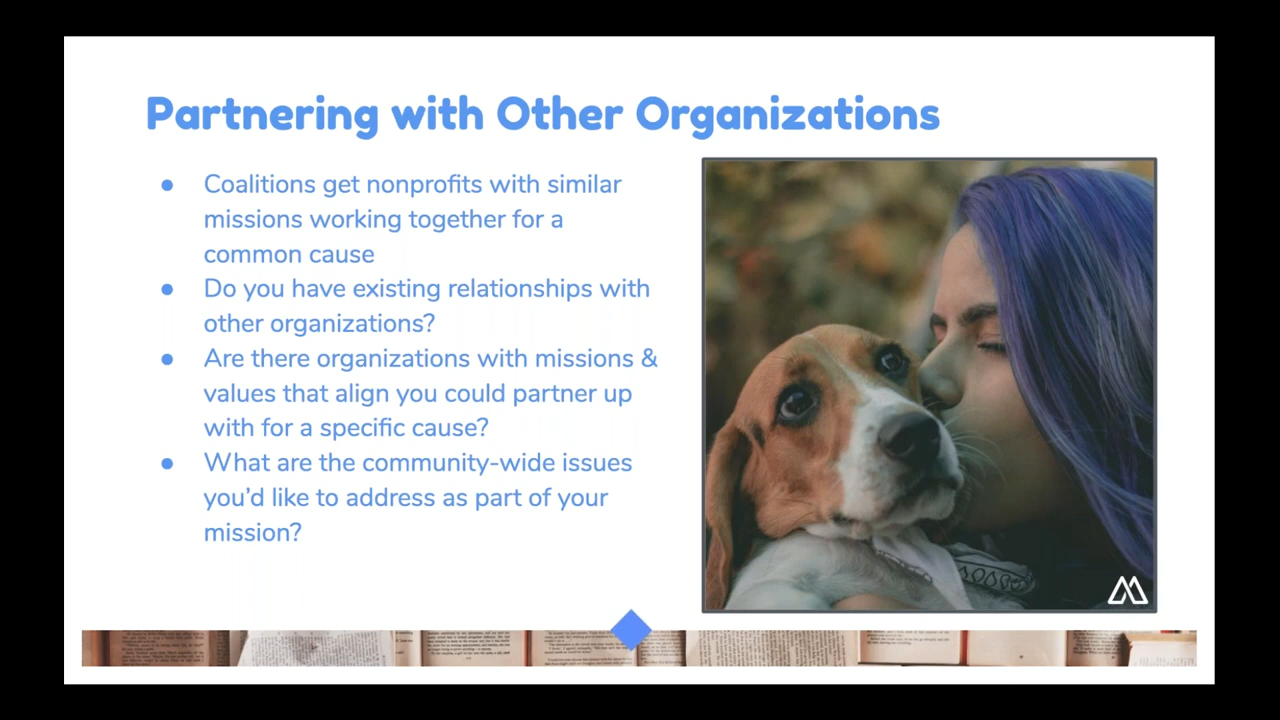 Partnering with Other Organizations
● Coalitions get nonprofits with similar
missions working together for a
common cause
● Do you have existing relationships with
other organizations?
● Are there organizations with missions &
values that align you could partner up
with for a specific cause?
● What are the community-wide issues
you'd like to address as part of your
mission?